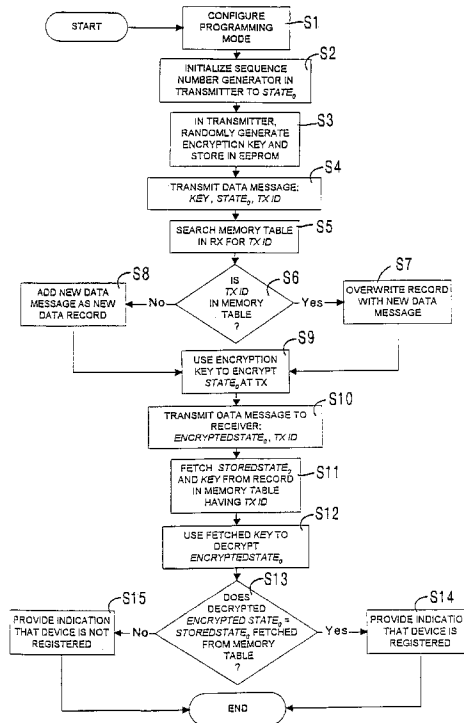 START
CONFIGURE
PROGRAMMING
MODE
S1
S2
INITIALIZE SEQUENCE
NUMBER GENERATOR IN
TRANSMITTER TO STATE₀
S3
IN TRANSMITTER,
RANDOMLY GENERATE
ENCRYPTION KEY AND
STORE IN EEPROM
S4
TRANSMIT DATA MESSAGE:
KEY, STATE₀, TX ID
S5
SEARCH MEMORY TABLE
IN RX FOR TX ID
S8
ADD NEW DATA
MESSAGE AS NEW
DATA RECORD
No
S6
IS
TX ID
IN MEMORY
TABLE
?
Yes
S7
OVERWRITE RECORD
WITH NEW DATA
MESSAGE
S9
USE ENCRYPTION
KEY TO ENCRYPT
STATE₀ AT TX
S10
TRANSMIT DATA MESSAGE TO
RECEIVER:
ENCRYPTEDSTATE₀, TX ID
S11
FETCH STOREDSTATE₀
AND KEY FROM RECORD
IN MEMORY TABLE
HAVING TX ID
S12
USE FETCHED KEY TO
DECRYPT
ENCRYPTEDSTATE₀
S13
DOES
DECRYPTED
ENCRYPTED STATE₀ =
STOREDSTATE₀ FETCHED
FROM MEMORY
TABLE
?
S15
PROVIDE INDICATION
THAT DEVICE IS NOT
REGISTERED
No
Yes
S14
PROVIDE INDICATION
THAT DEVICE IS
REGISTERED
END